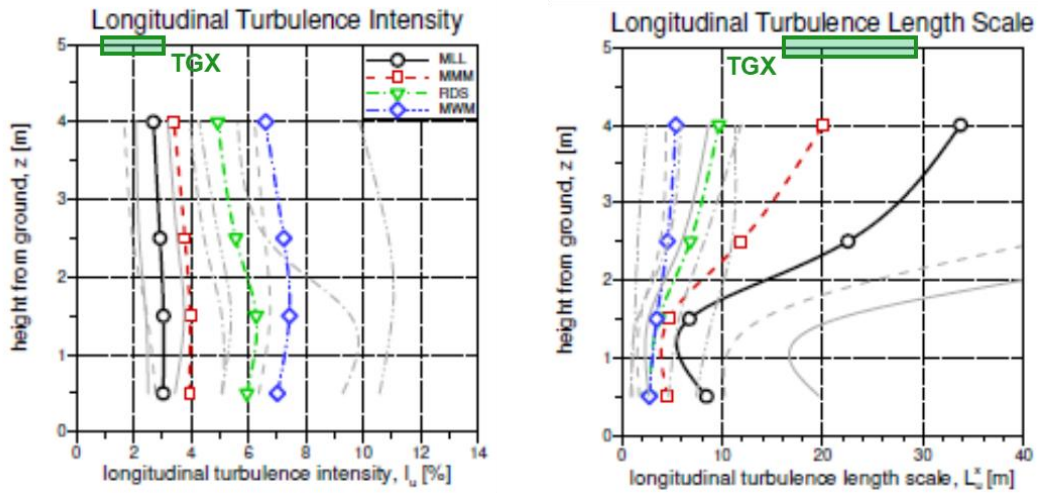 Longitudinal Turbulence Intensity
TGX
MLL
MMM
RDS
MWM
5
4
3
2
1
0
height from ground, z [m]
0 2 4 6 8 10 12 14
longitudinal turbulence intensity, I_u [%]
Longitudinal Turbulence Length Scale
TGX
5
4
3
2
1
0
height from ground, z [m]
0 10 20 30 40
longitudinal turbulence length scale, L_u^x [m]